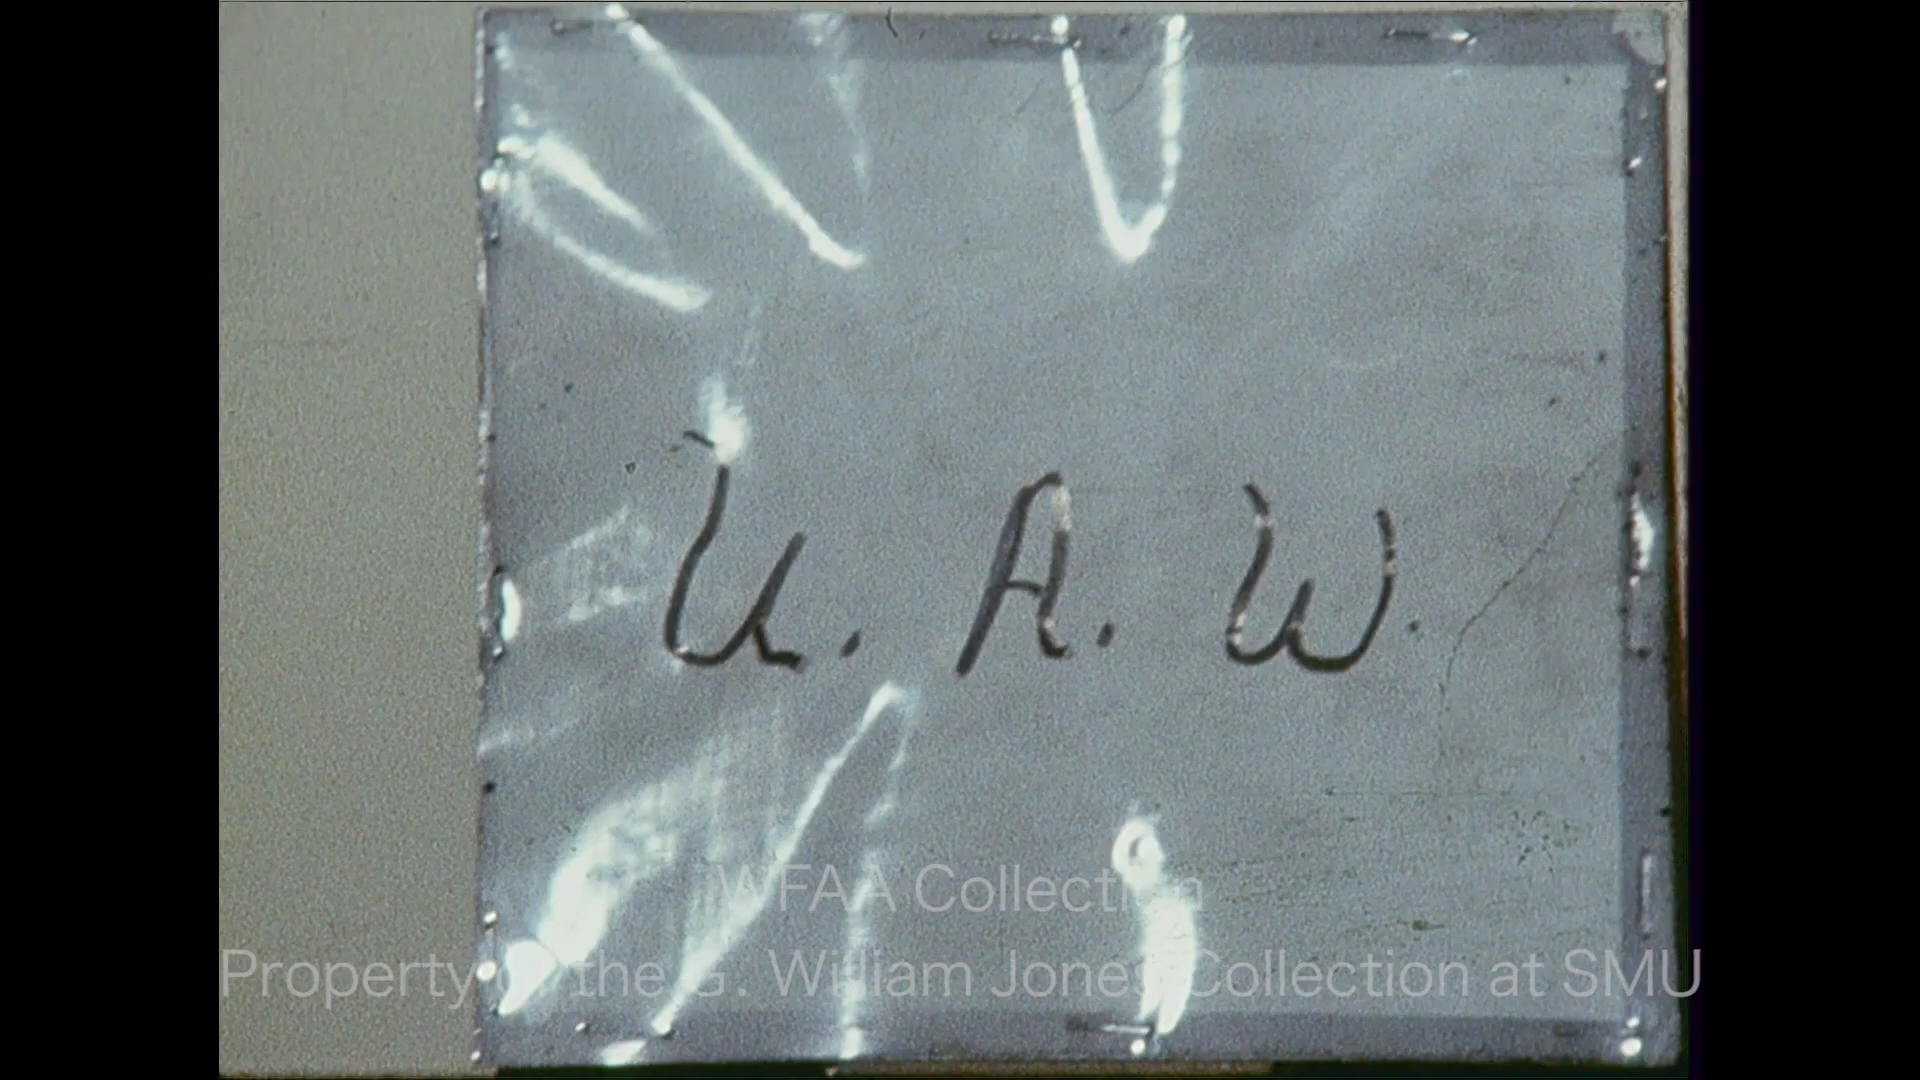 U. A. W.
WFAA Collection
Property of the G. William Jones Collection at SMU